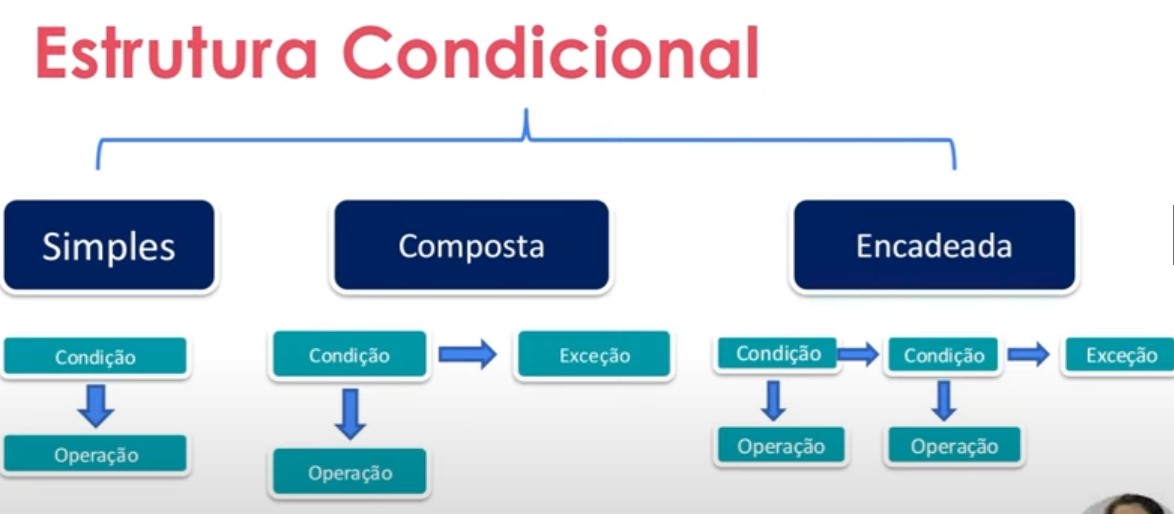 Estrutura Condicional
Simples
Composta
Encadeada
Condição
Condição
Exceção
Condição
Condição
Exceção
Operação
Operação
Operação
Operação